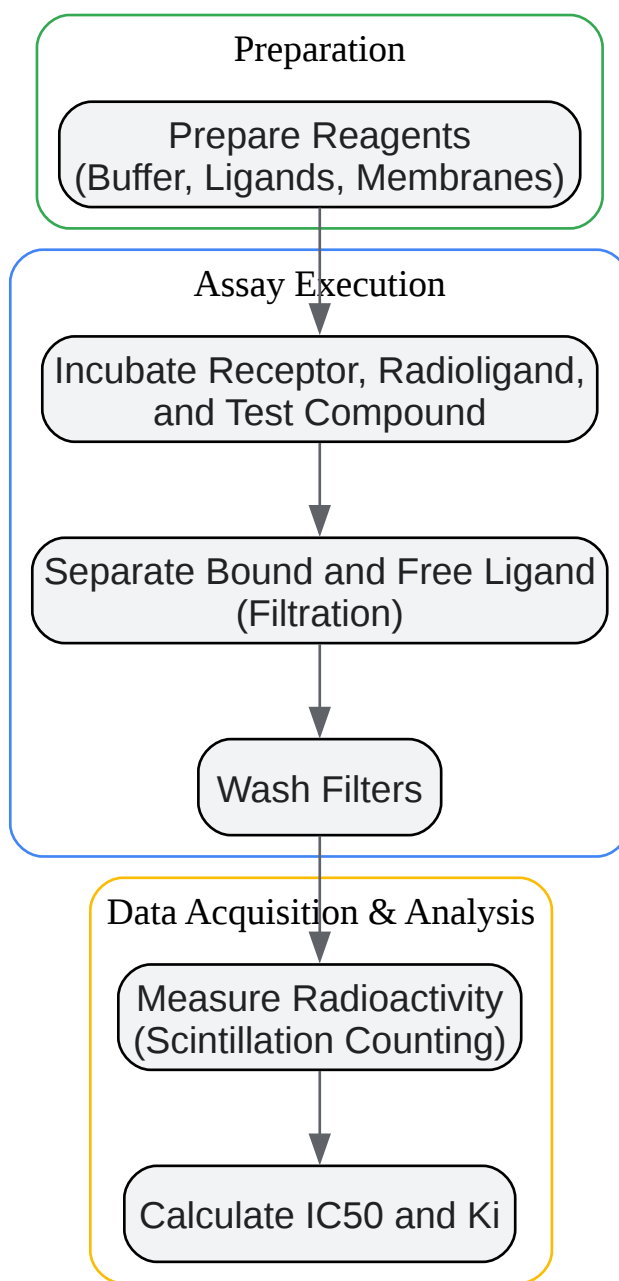 Preparation
Prepare Reagents
(Buffer, Ligands, Membranes)
Assay Execution
Incubate Receptor, Radioligand,
and Test Compound
Separate Bound and Free Ligand
(Filtration)
Wash Filters
Data Acquisition & Analysis
Measure Radioactivity
(Scintillation Counting)
Calculate IC50 and Ki